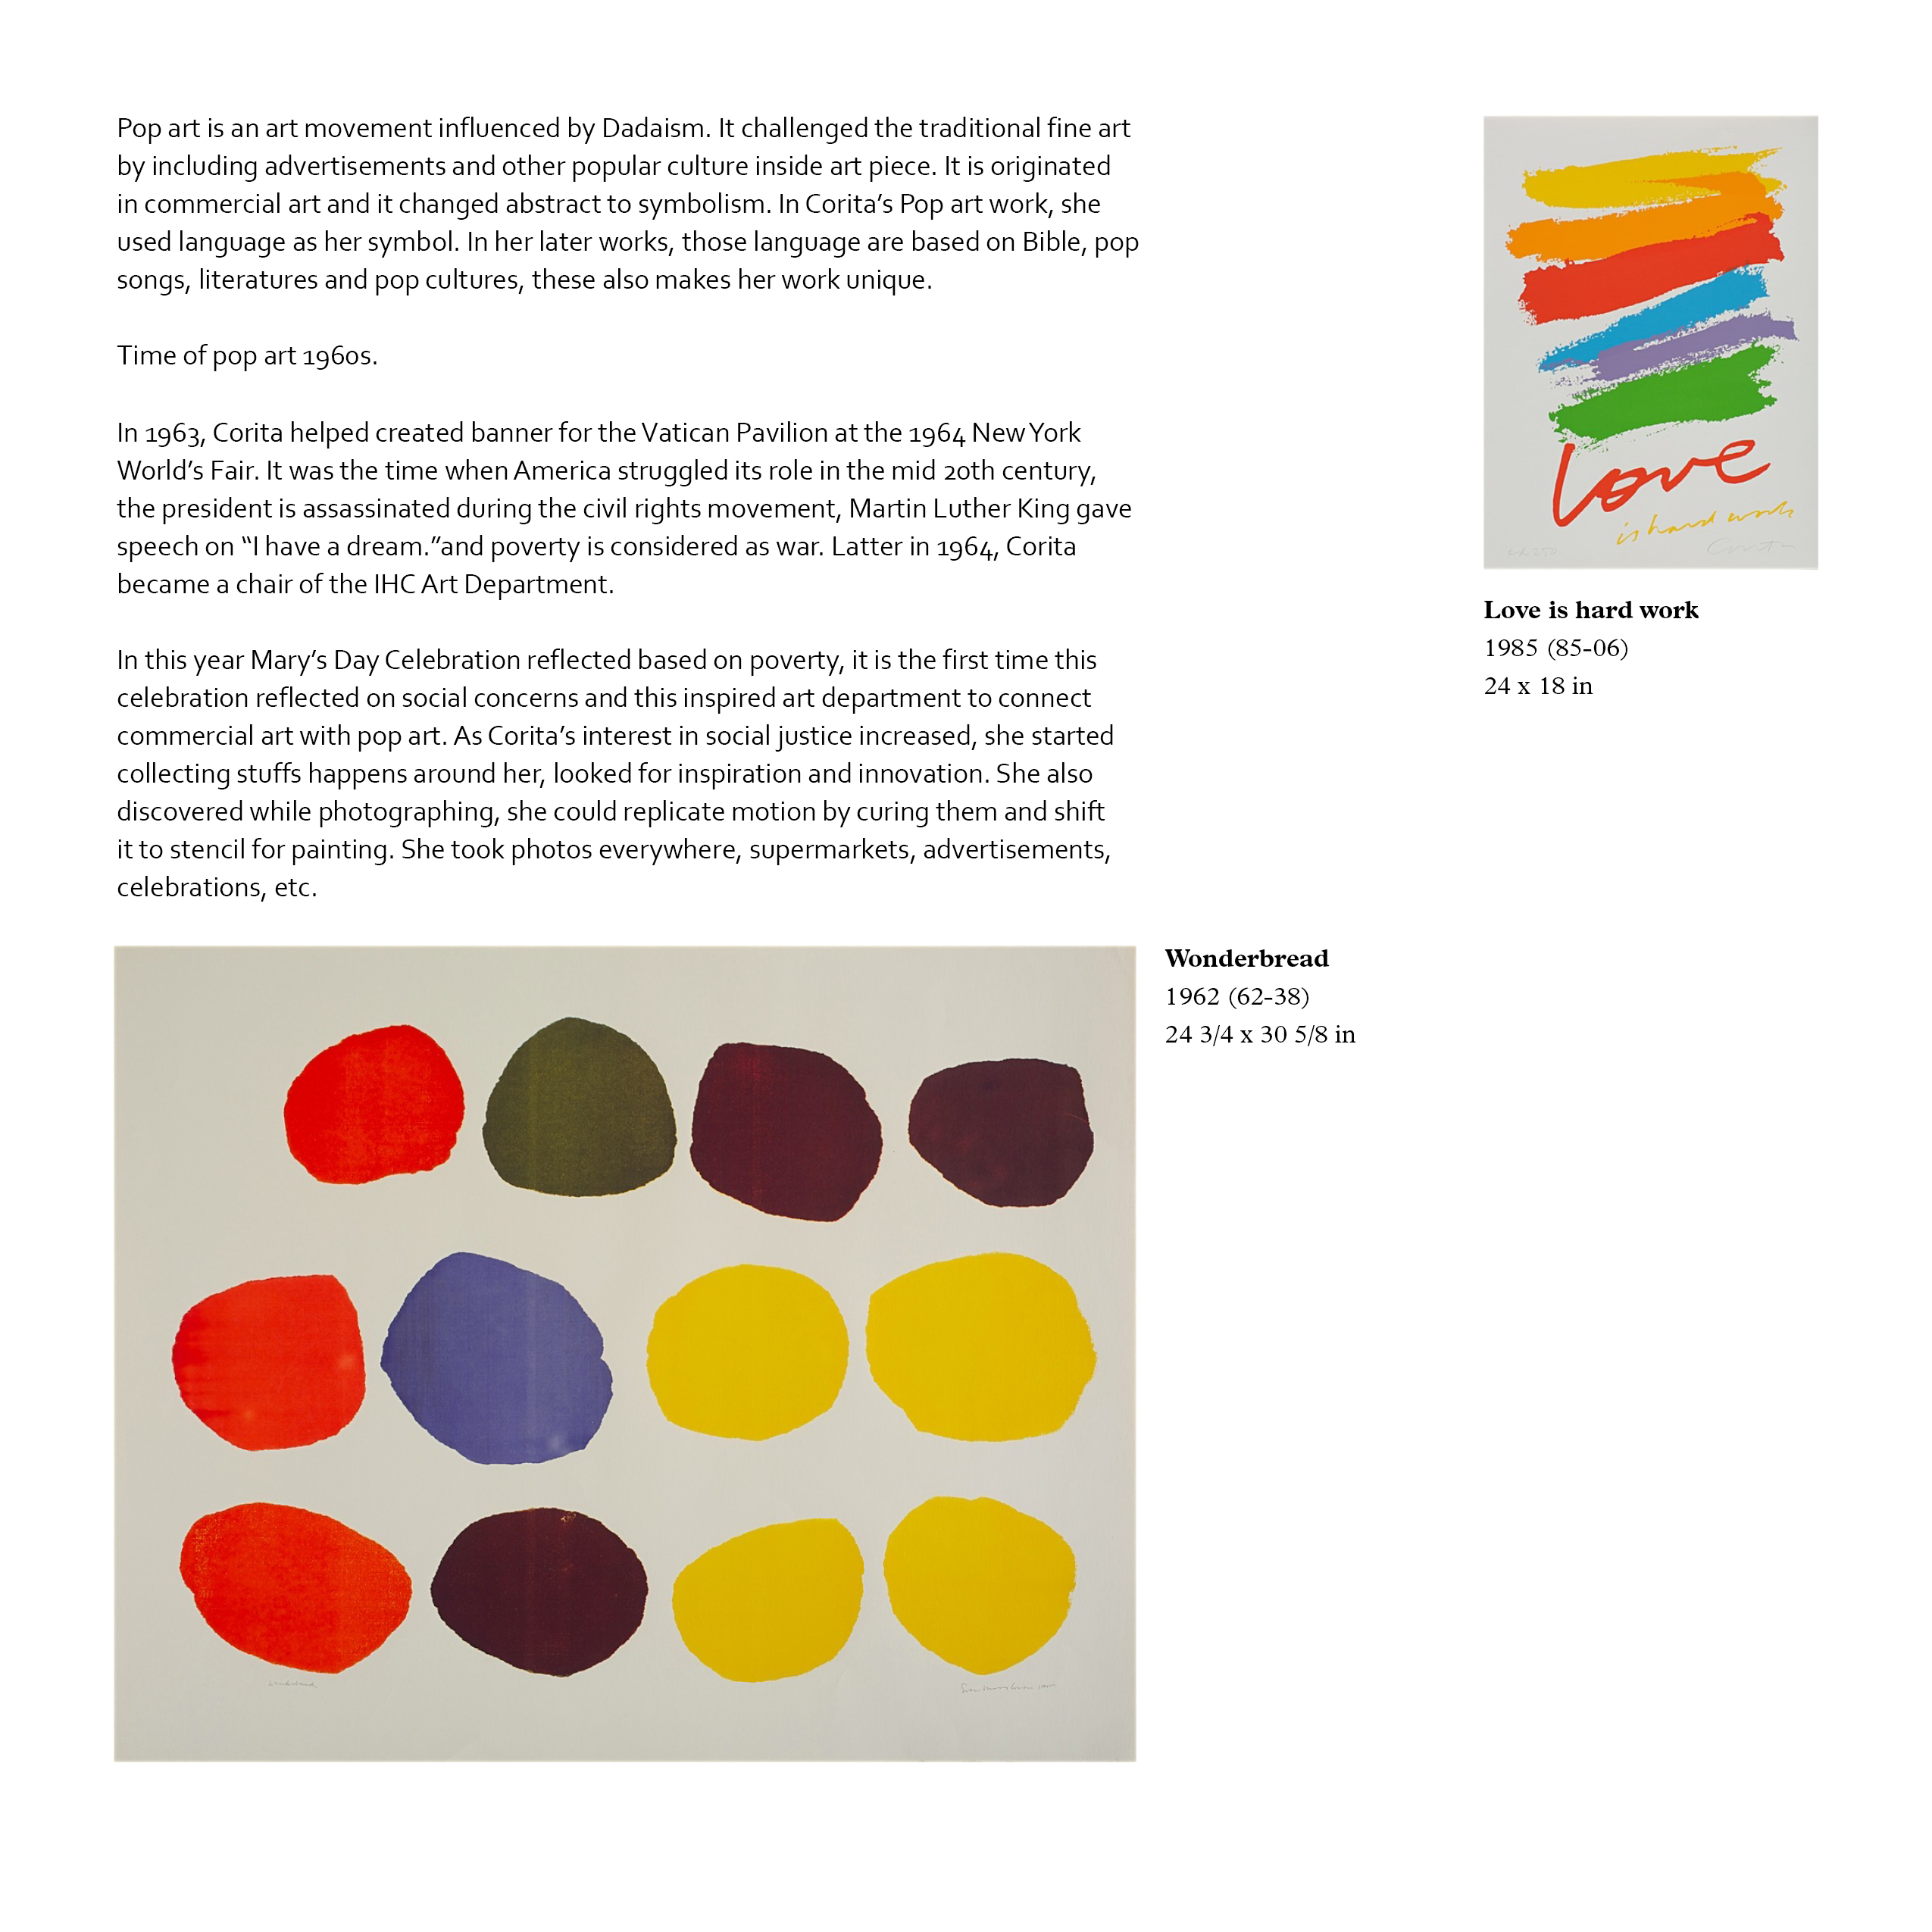 Pop art is an art movement influenced by Dadaism. It challenged the traditional fine art
by including advertisements and other popular culture inside art piece. It is originated
in commercial art and it changed abstract to symbolism. In Corita’s Pop art work, she
used language as her symbol. In her later works, those language are based on Bible, pop
songs, literatures and pop cultures, these also makes her work unique.
Time of pop art 1960s.
In 1963, Corita helped created banner for the Vatican Pavilion at the 1964 New York
World’s Fair. It was the time when America struggled its role in the mid 20th century,
the president is assassinated during the civil rights movement, Martin Luther King gave
speech on “I have a dream.”and poverty is considered as war. Latter in 1964, Corita
became a chair of the IHC Art Department.
In this year Mary’s Day Celebration reflected based on poverty, it is the first time this
celebration reflected on social concerns and this inspired art department to connect
commercial art with pop art. As Corita’s interest in social justice increased, she started
collecting stuffs happens around her, looked for inspiration and innovation. She also
discovered while photographing, she could replicate motion by curing them and shift
it to stencil for painting. She took photos everywhere, supermarkets, advertisements,
celebrations, etc.
love
is hard work
Corita
Love is hard work
1985 (85-06)
24 x 18 in
Wonderbread
1962 (62-38)
24 3/4 x 30 5/8 in